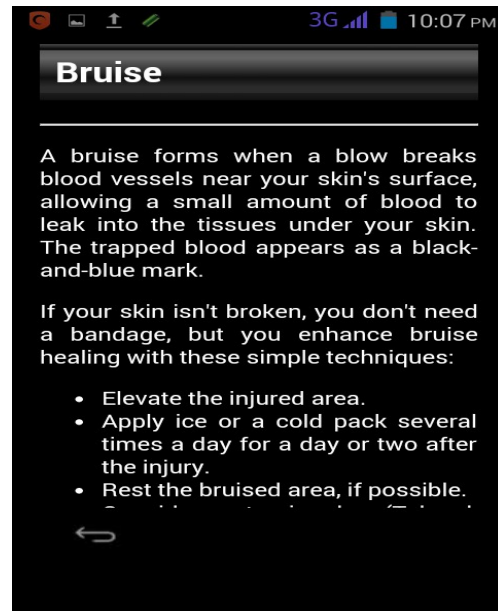 3G 10:07 PM
Bruise
A bruise forms when a blow breaks
blood vessels near your skin's surface,
allowing a small amount of blood to
leak into the tissues under your skin.
The trapped blood appears as a black-
and-blue mark.
If your skin isn't broken, you don't need
a bandage, but you enhance bruise
healing with these simple techniques:
• Elevate the injured area.
• Apply ice or a cold pack several
times a day for a day or two after
the injury.
• Rest the bruised area, if possible.